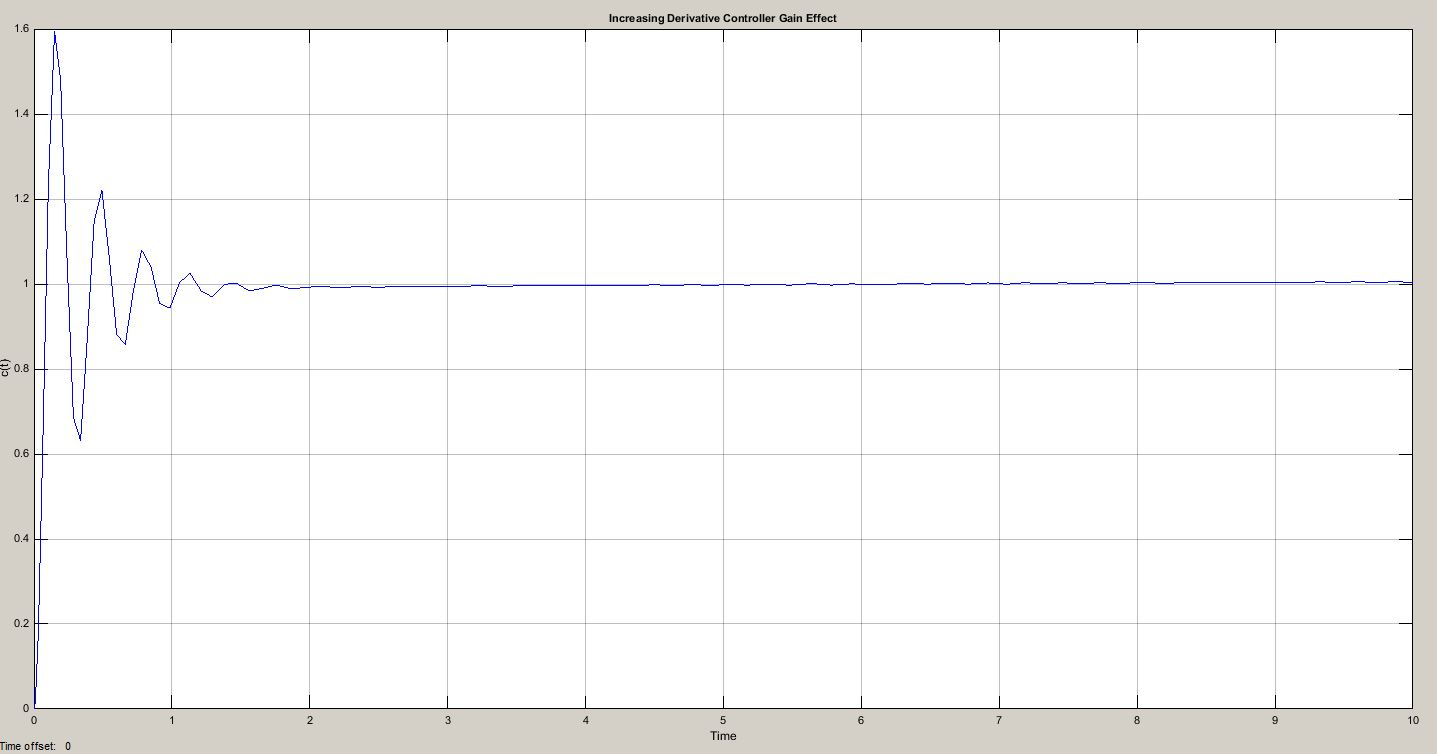 Increasing Derivative Controller Gain Effect
1.6
1.4
1.2
1
0.8
0.6
0.4
0.2
0
c(t)
0 1 2 3 4 5 6 7 8 9 10
Time
Time offset: 0